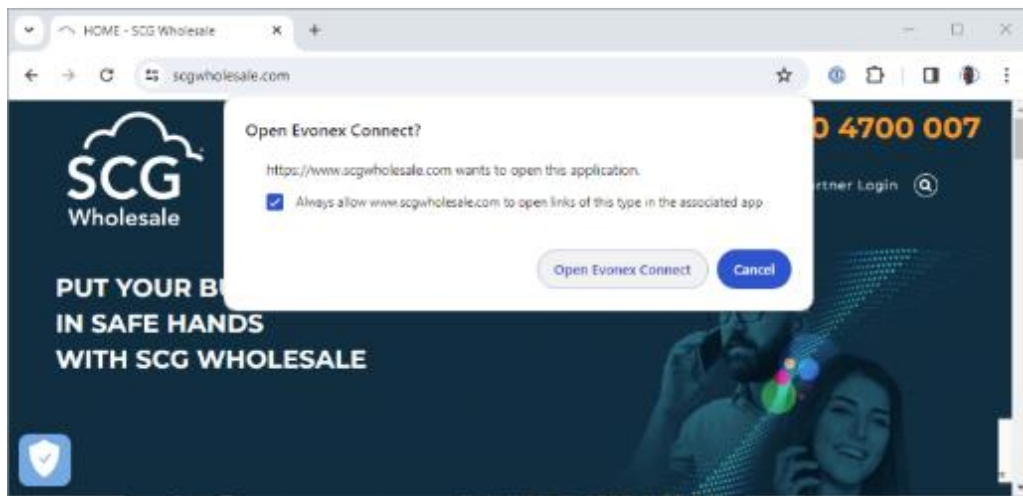 HOME - SCG Wholesale
scgwholesale.com
Open Evonex Connect?
https://www.scgwholesale.com wants to open this application.
Always allow www.scgwholesale.com to open links of this type in the associated app
Open Evonex Connect
Cancel
SCG
Wholesale
0 4700 007
rtner Login
PUT YOUR BU
IN SAFE HANDS
WITH SCG WHOLESALE